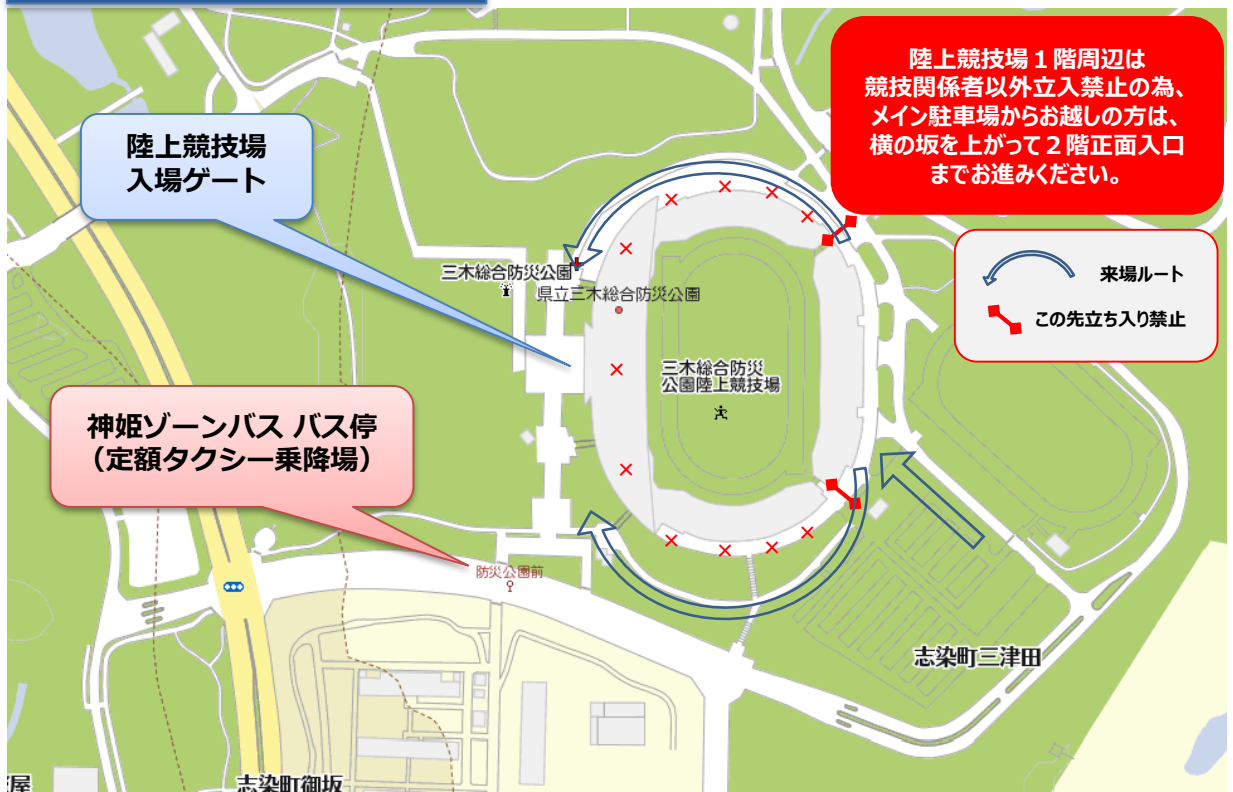 陸上競技場１階周辺は
競技関係者以外立入禁止の為、
メイン駐車場からお越しの方は、
横の坂を上がって２階正面入口
までお進みください。
陸上競技場
入場ゲート
来場ルート
この先立ち入り禁止
三木総合防災公園
県立三木総合防災公園
三木総合防災
公園陸上競技場
神姫ゾーンバス バス停
（定額タクシー乗降場）
防災公園前
志染町三津田
志染町御坂
屋